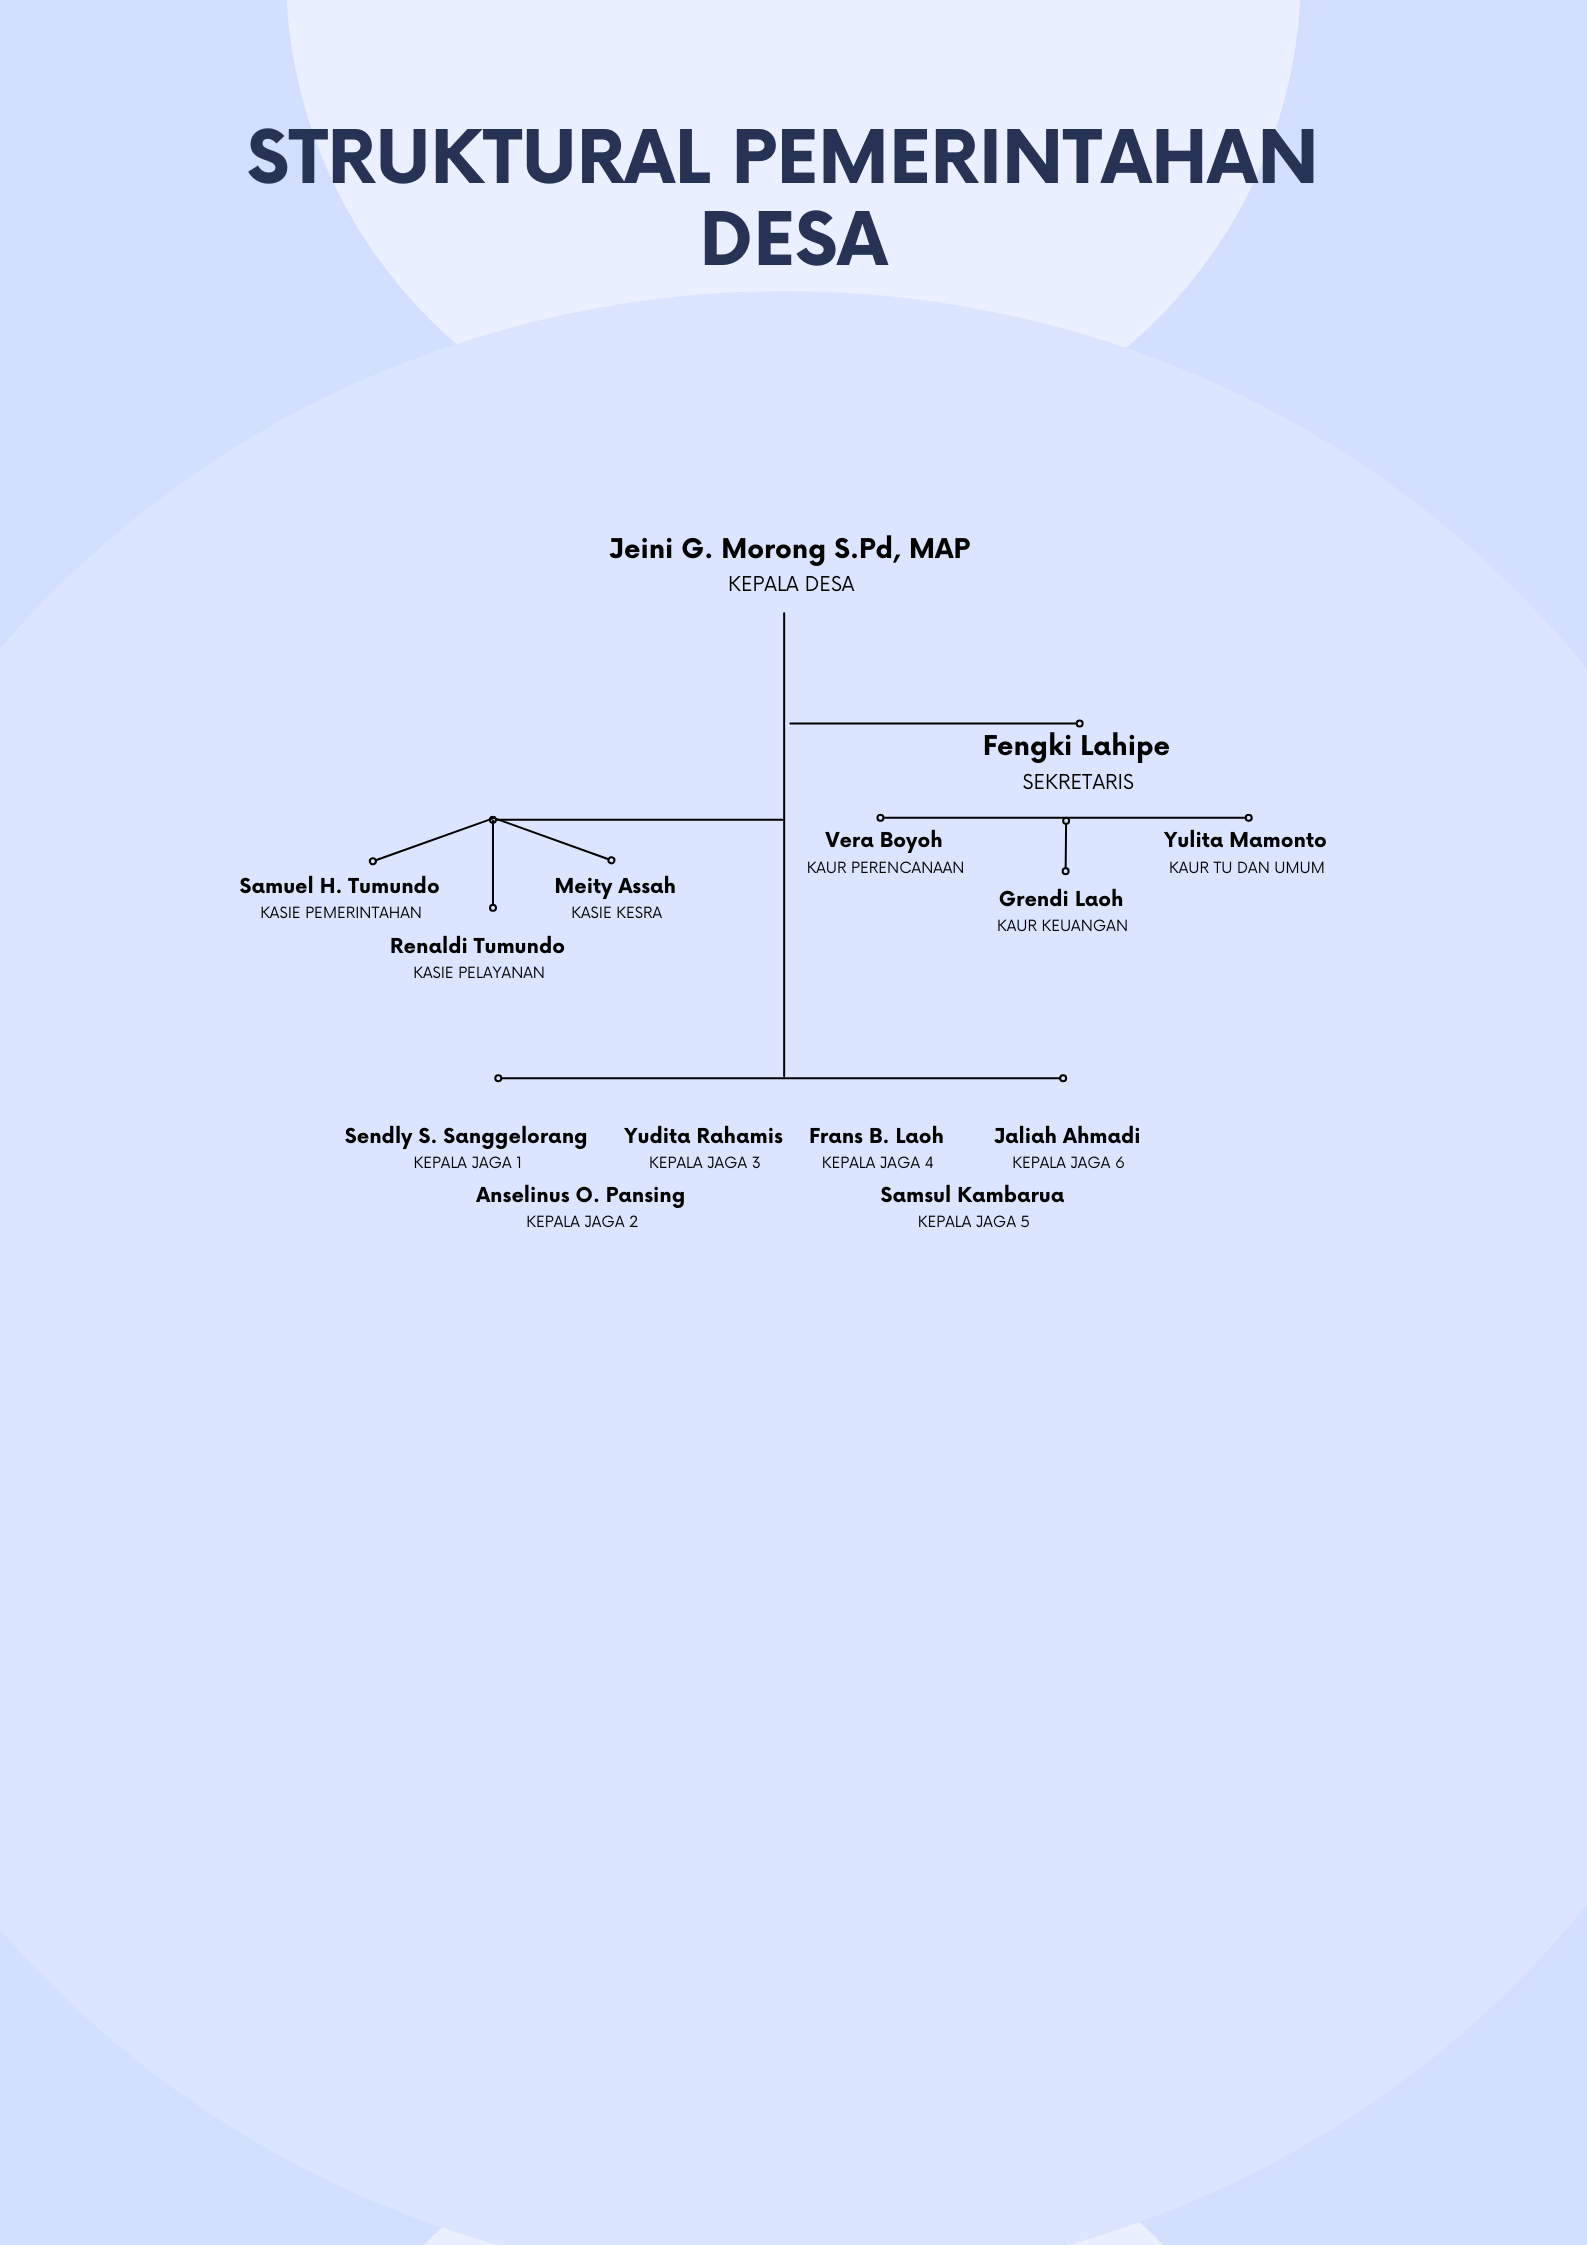 STRUKTURAL PEMERINTAHAN
DESA
Jeini G. Morong S.Pd, MAP
KEPALA DESA
Fengki Lahipe
SEKRETARIS
Vera Boyoh
KAUR PERENCANAAN
Yulita Mamonto
KAUR TU DAN UMUM
Grendi Laoh
KAUR KEUANGAN
Samuel H. Tumundo
KASIE PEMERINTAHAN
Meity Assah
KASIE KESRA
Renaldi Tumundo
KASIE PELAYANAN
Sendly S. Sanggelorang
KEPALA JAGA 1
Yudita Rahamis
KEPALA JAGA 3
Frans B. Laoh
KEPALA JAGA 4
Jaliah Ahmadi
KEPALA JAGA 6
Anselinus O. Pansing
KEPALA JAGA 2
Samsul Kambarua
KEPALA JAGA 5